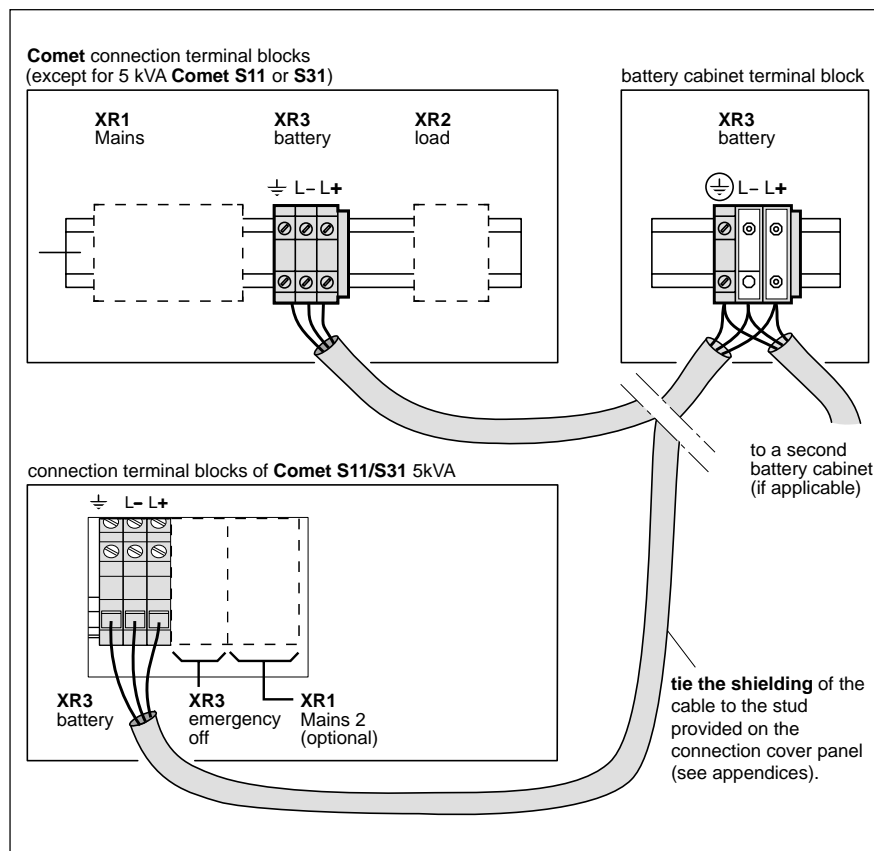 Comet connection terminal blocks
(except for 5 kVA Comet S11 or S31)
XR1
Mains
XR3
battery
XR2
load
L– L+
battery cabinet terminal block
XR3
battery
L– L+
to a second
battery cabinet
(if applicable)
connection terminal blocks of Comet S11/S31 5kVA
L– L+
XR3
battery
XR3
emergency
off
XR1
Mains 2
(optional)
tie the shielding of the
cable to the stud
provided on the
connection cover panel
(see appendices).